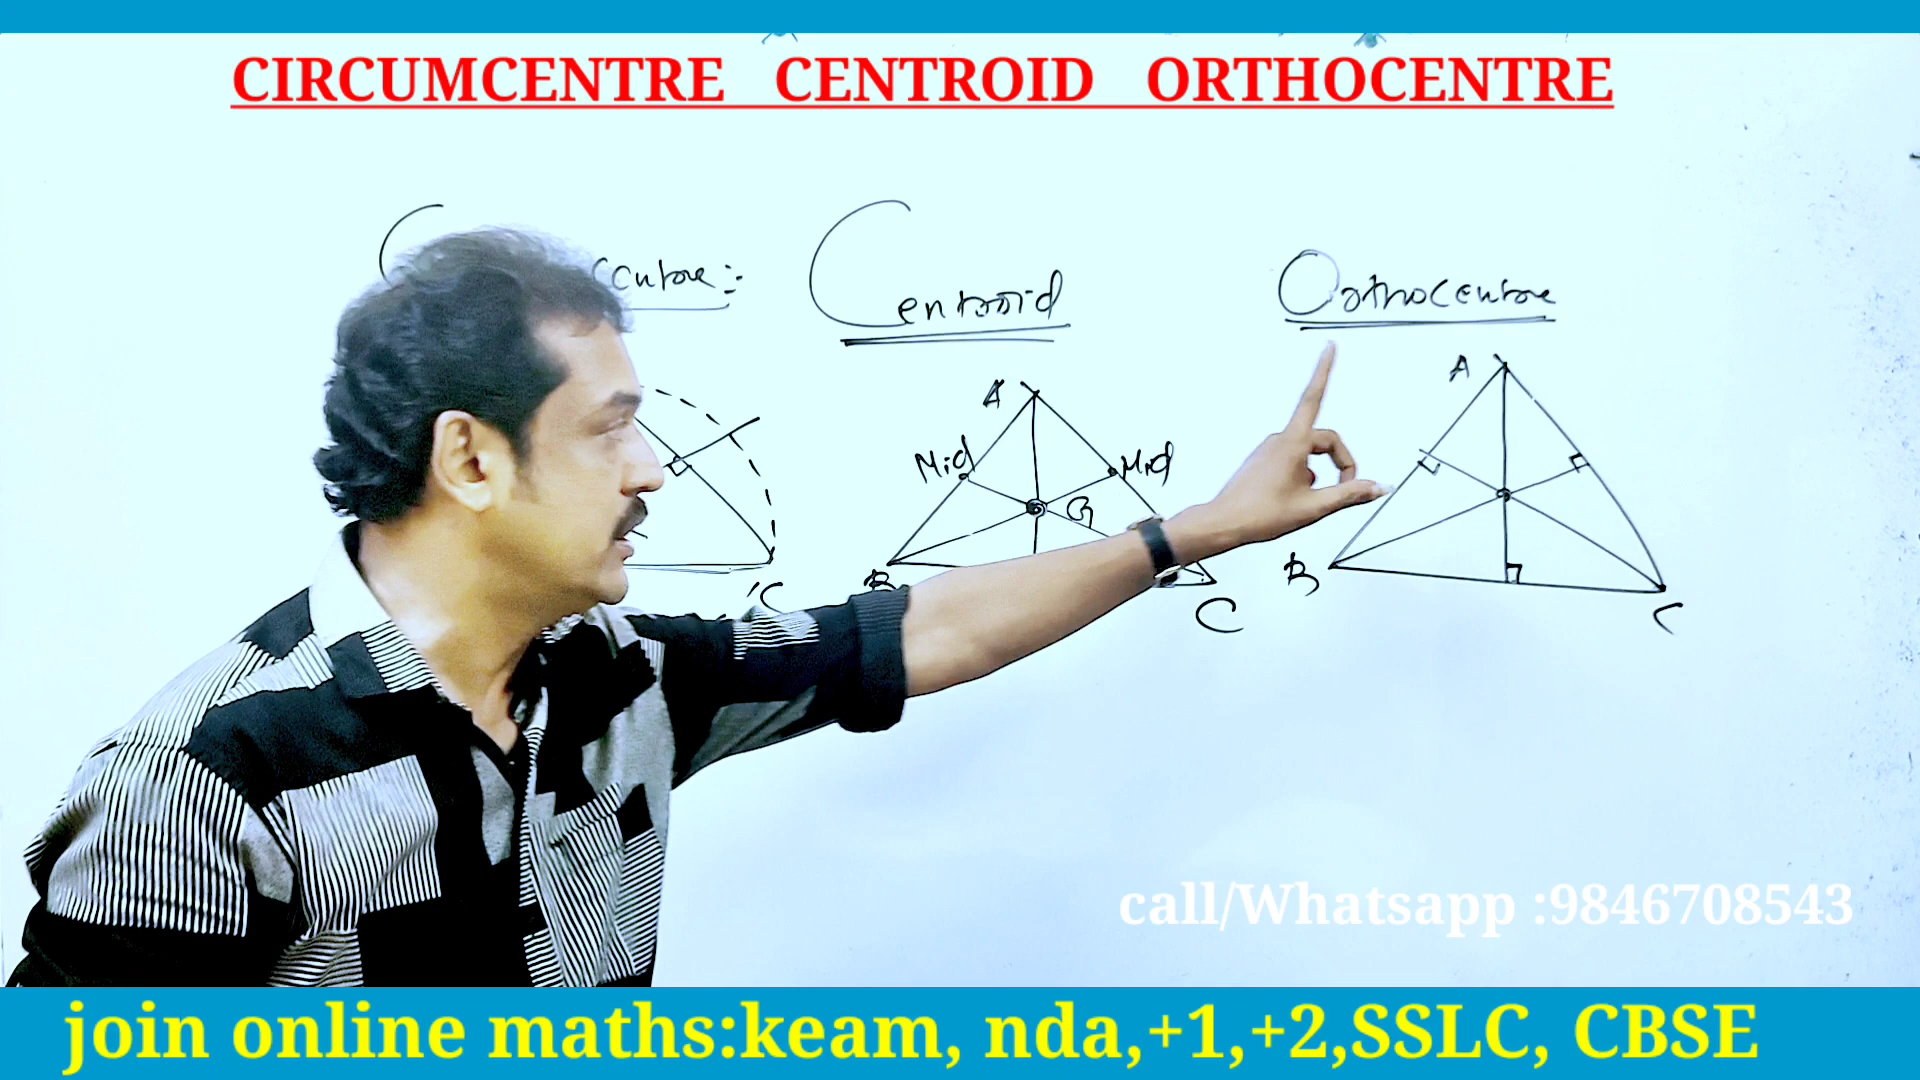 CIRCUMCENTRE CENTROID ORTHOCENTRE
Centroid
Orthocentre
A
A
Mid
Mid
G
B
C
C
B
C
call/Whatsapp :9846708543
join online maths:keam, nda,+1,+2,SSLC, CBSE